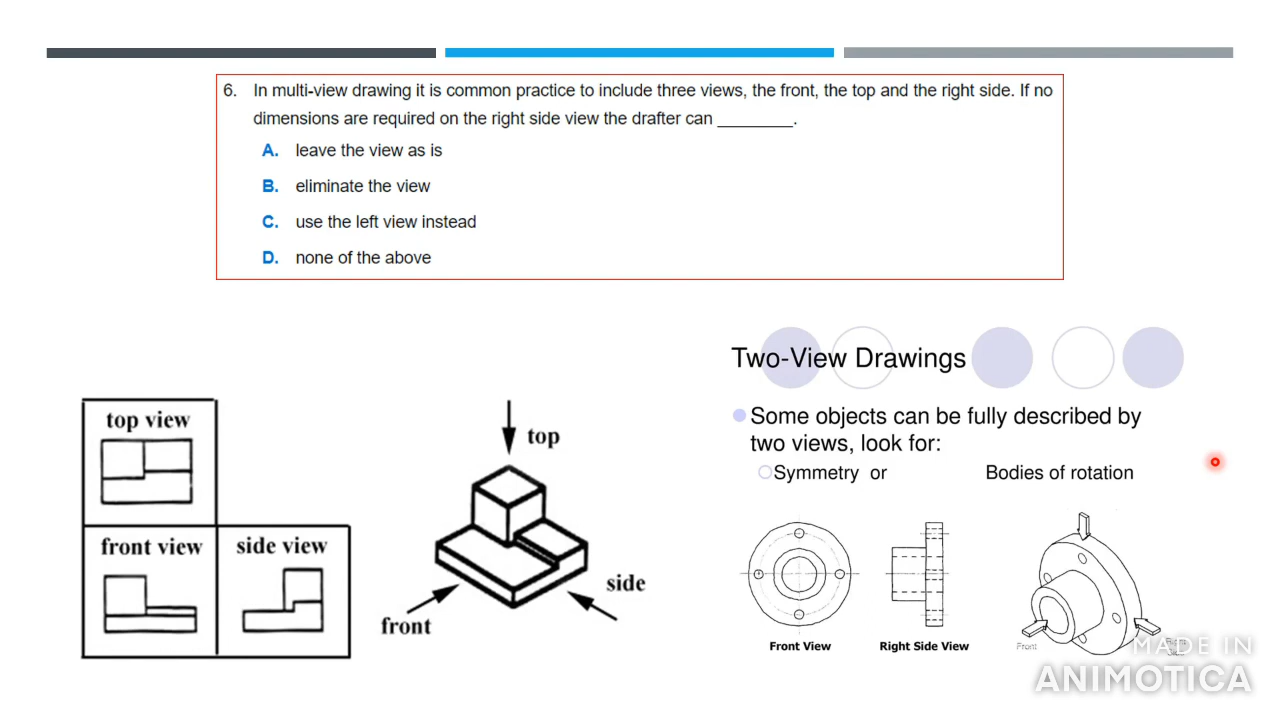 6. In multi-view drawing it is common practice to include three views, the front, the top and the right side. If no
dimensions are required on the right side view the drafter can ________.
A. leave the view as is
B. eliminate the view
C. use the left view instead
D. none of the above
top view
front view
side view
top
side
front
Two-View Drawings
Some objects can be fully described by
two views, look for:
Symmetry or
Bodies of rotation
Front View
Right Side View
Front
Right
Side
MADE IN
ANIMOTICA